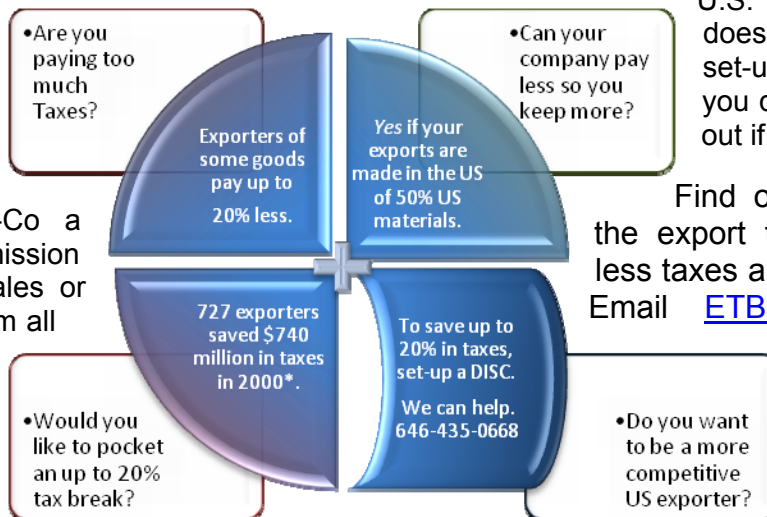 •Are you
paying too
much
Taxes?
Exporters of
some goods
pay up to
20% less.
Yes if your
exports are
made in the US
of 50% US
materials.
•Can your
company pay
less so you
keep more?
U.S.
does
set-u
you
out if
-Co a
mission
ales or
m all
Find
the export
less taxes a
Email ETB
727 exporters
saved $740
million in taxes
in 2000*.
To save up to
20% in taxes,
set-up a DISC.
We can help.
646-435-0668
•Would you
like to pocket
an up to 20%
tax break?
•Do you want
to be a more
competitive
US exporter?